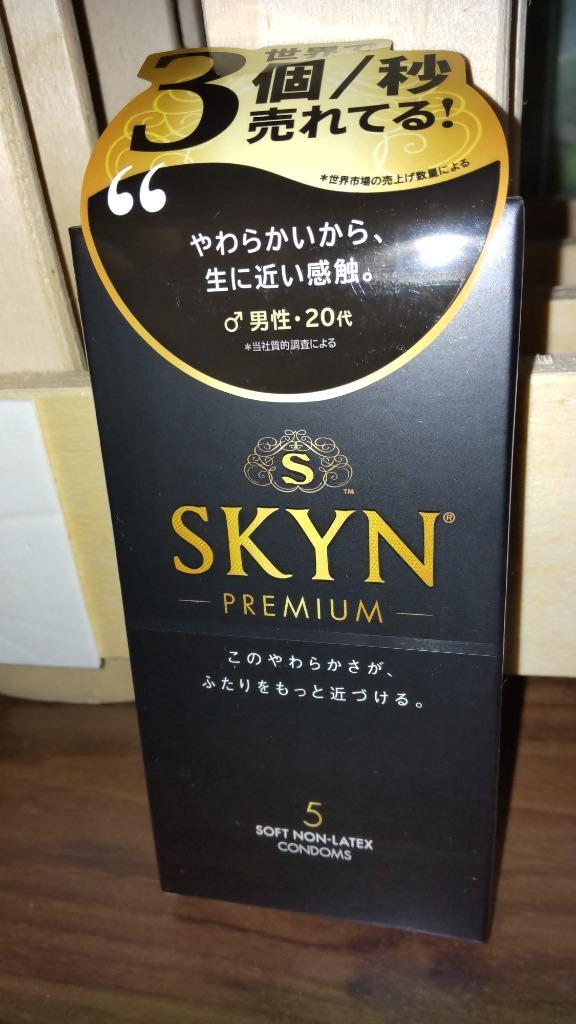 世界で
3個/秒
売れてる!
*世界市場の売上げ数量による
“
やわらかいから、
生に近い感触。
♂ 男性・20代
*当社質的調査による
S
™
SKYN®
PREMIUM
このやわらかさが、
ふたりをもっと近づける。
5
SOFT NON-LATEX
CONDOMS